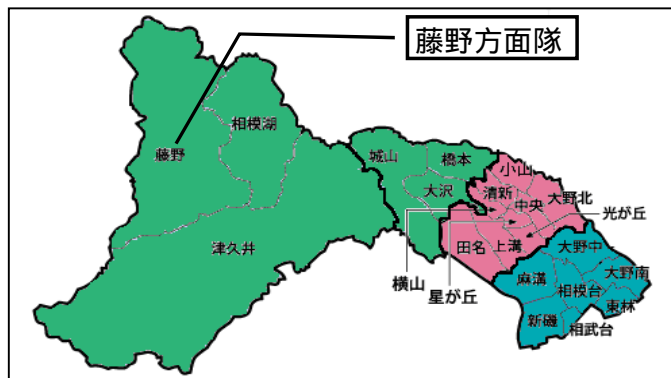 藤野方面隊
相模湖
藤野
津久井
城山
橋本
大沢
小山
清新
中央
大野北
光が丘
田名
上溝
横山
星が丘
大野中
麻溝
大野南
相模台
東林
新磯
相武台